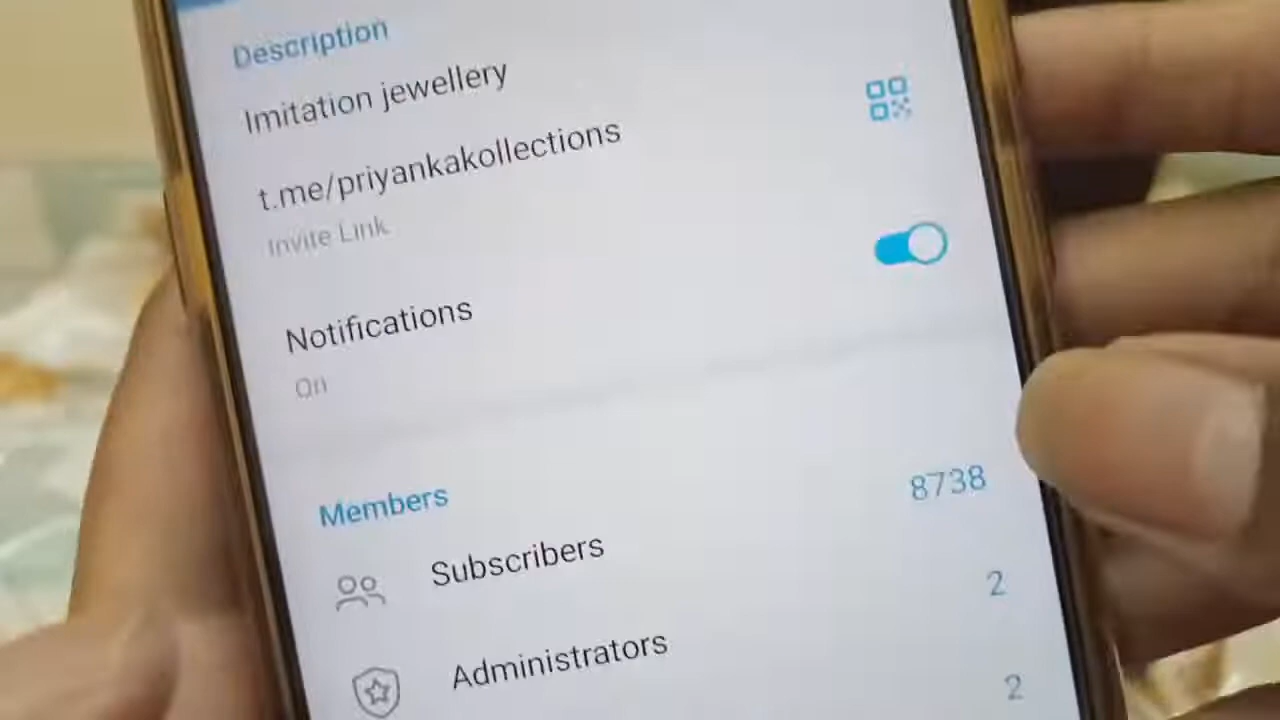 Description
Imitation jewellery
t.me/priyankakollections
Invite Link
Notifications
On
Members
Subscribers 8738
Administrators 2
2